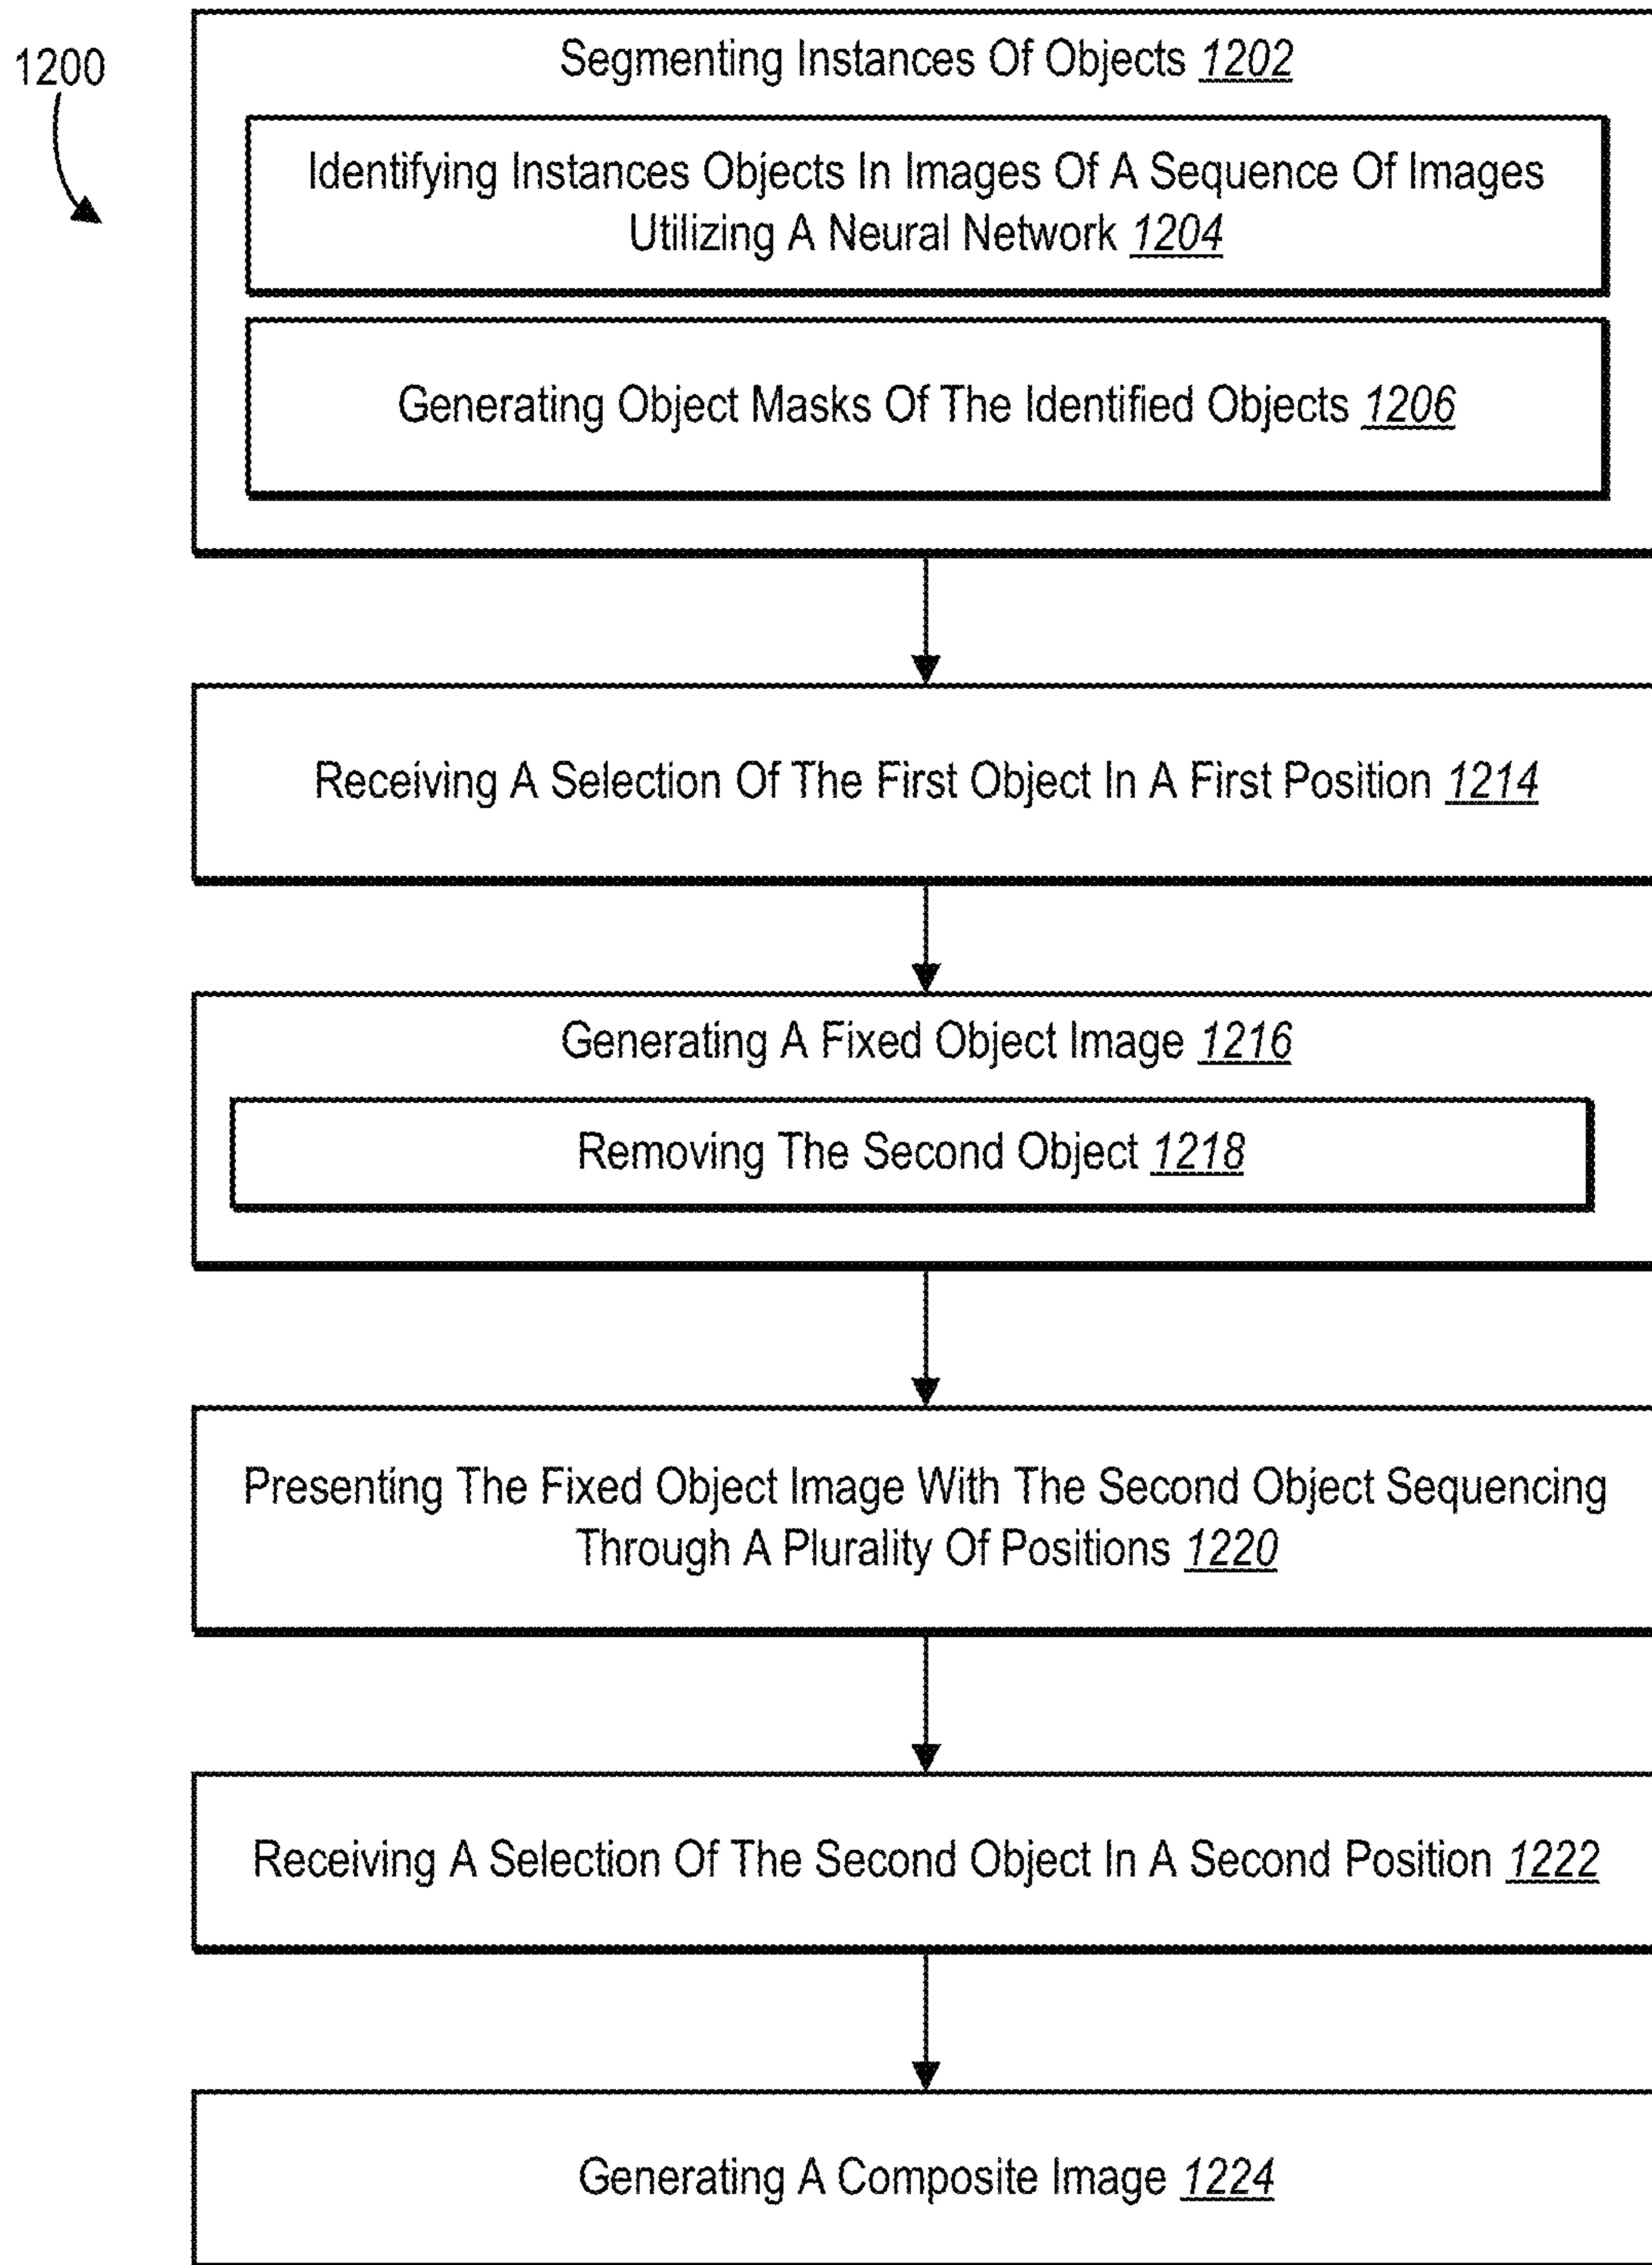 1200
Segmenting Instances Of Objects 1202
Identifying Instances Objects In Images Of A Sequence Of Images
Utilizing A Neural Network 1204
Generating Object Masks Of The Identified Objects 1206
Receiving A Selection Of The First Object In A First Position 1214
Generating A Fixed Object Image 1216
Removing The Second Object 1218
Presenting The Fixed Object Image With The Second Object Sequencing
Through A Plurality Of Positions 1220
Receiving A Selection Of The Second Object In A Second Position 1222
Generating A Composite Image 1224